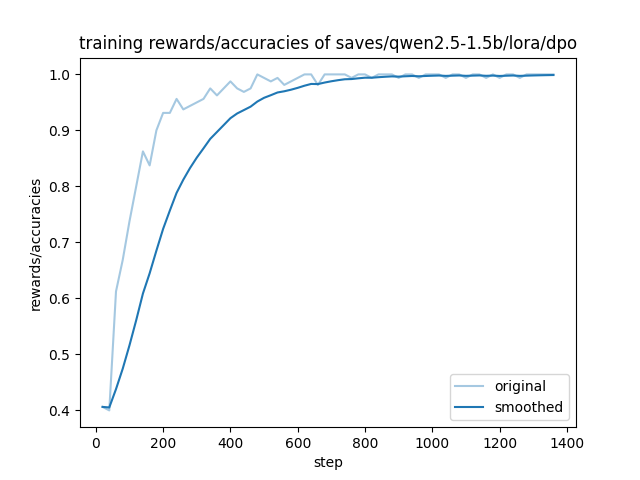 training rewards/accuracies of saves/qwen2.5-1.5b/lora/dpo
1.0
0.9
0.8
0.7
0.6
0.5
0.4
rewards/accuracies
original
smoothed
0 200 400 600 800 1000 1200 1400
step